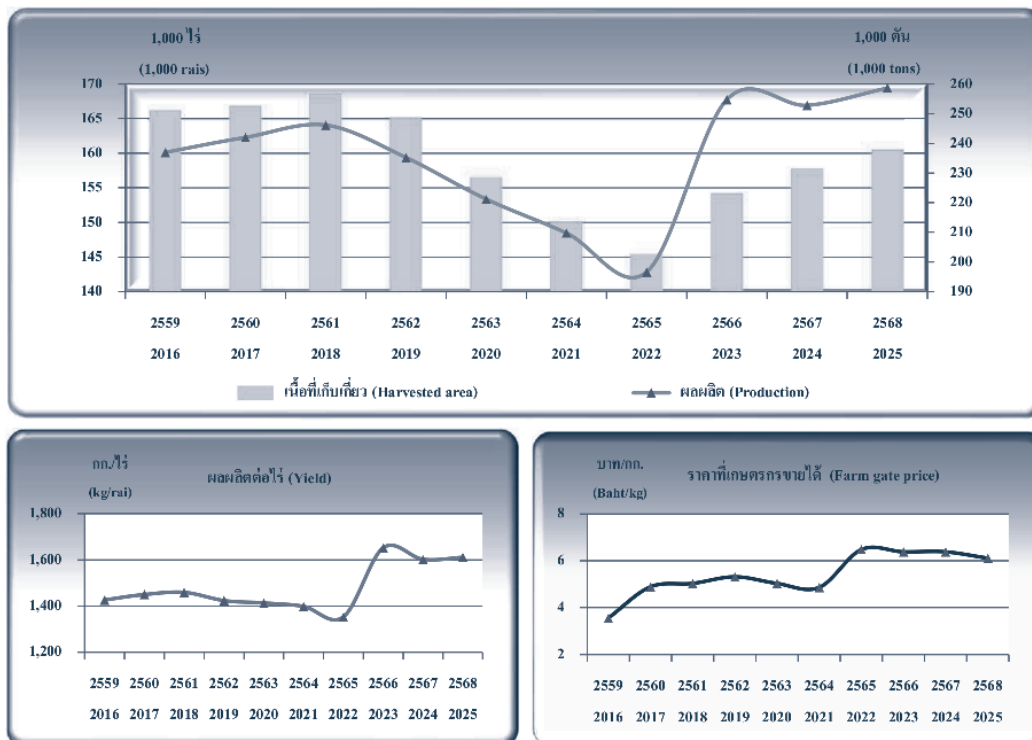 1,000 ไร่ 1,000 ตัน
(1,000 rais) (1,000 tons)
170 260
165 250
160 240
155 230
150 220
145 210
140 200
190
2559 2560 2561 2562 2563 2564 2565 2566 2567 2568
2016 2017 2018 2019 2020 2021 2022 2023 2024 2025
เนื้อที่เก็บเกี่ยว (Harvested area) ผลผลิต (Production)
กก./ไร่ ผลผลิตต่อไร่ (Yield)
(kg/rai)
1,800
1,600
1,400
1,200
2559 2560 2561 2562 2563 2564 2565 2566 2567 2568
2016 2017 2018 2019 2020 2021 2022 2023 2024 2025
บาท/กก. ราคาที่เกษตรกรขายได้ (Farm gate price)
(Baht/kg)
8
6
4
2
2559 2560 2561 2562 2563 2564 2565 2566 2567 2568
2016 2017 2018 2019 2020 2021 2022 2023 2024 2025